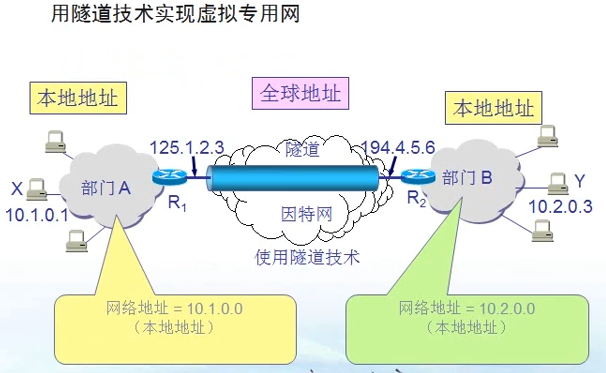 用隧道技术实现虚拟专用网
本地地址
全球地址
本地地址
125.1.2.3
隧道
194.4.5.6
X
部门 A
部门 B
Y
10.1.0.1
R1
因特网
R2
10.2.0.3
使用隧道技术
网络地址 = 10.1.0.0
（本地地址）
网络地址 = 10.2.0.0
（本地地址）